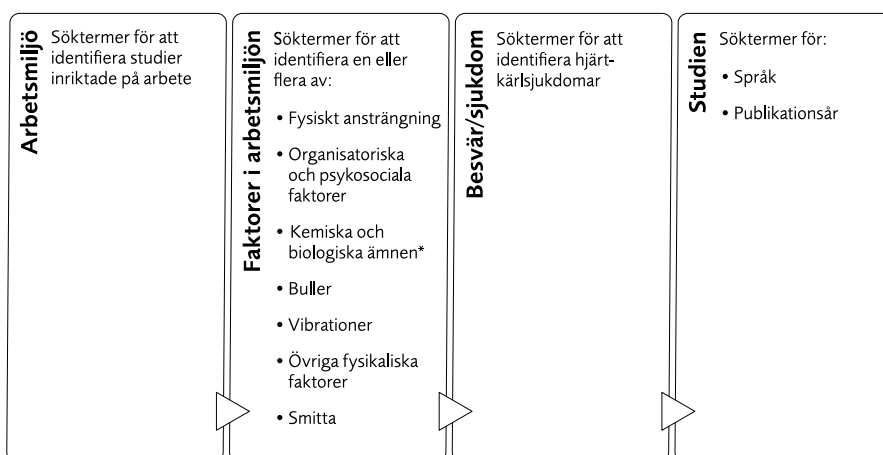 Arbetsmiljö
Söktermer för att
identifiera studier
inriktade på arbete
Faktorer i arbetsmiljön
Söktermer för att
identifiera en eller
flera av:
• Fysiskt ansträngning
• Organisatoriska
och psykosociala
faktorer
• Kemiska och
biologiska ämnen*
• Buller
• Vibrationer
• Övriga fysikaliska
faktorer
• Smitta
Besvär/sjukdom
Söktermer för att
identifiera hjärt-
kärlsjukdomar
Studien
Söktermer för:
• Språk
• Publikationsår